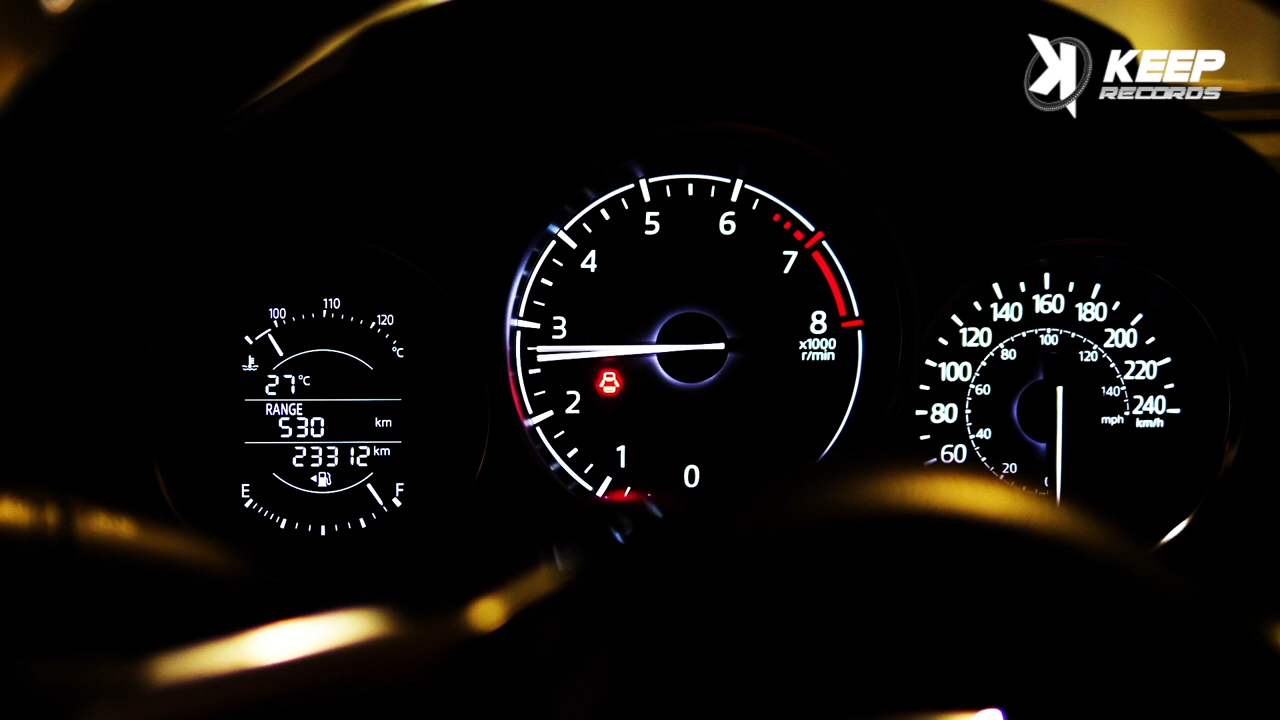 KEEP
RECORDS
100 110 120
°C
27°C
RANGE
530 km
23312 km
E F
0 1 2 3 4 5 6 7 8
x1000
r/min
60 80 100 120 140 160 180 200 220 240
km/h
20 40 60 80 100 120 140
mph